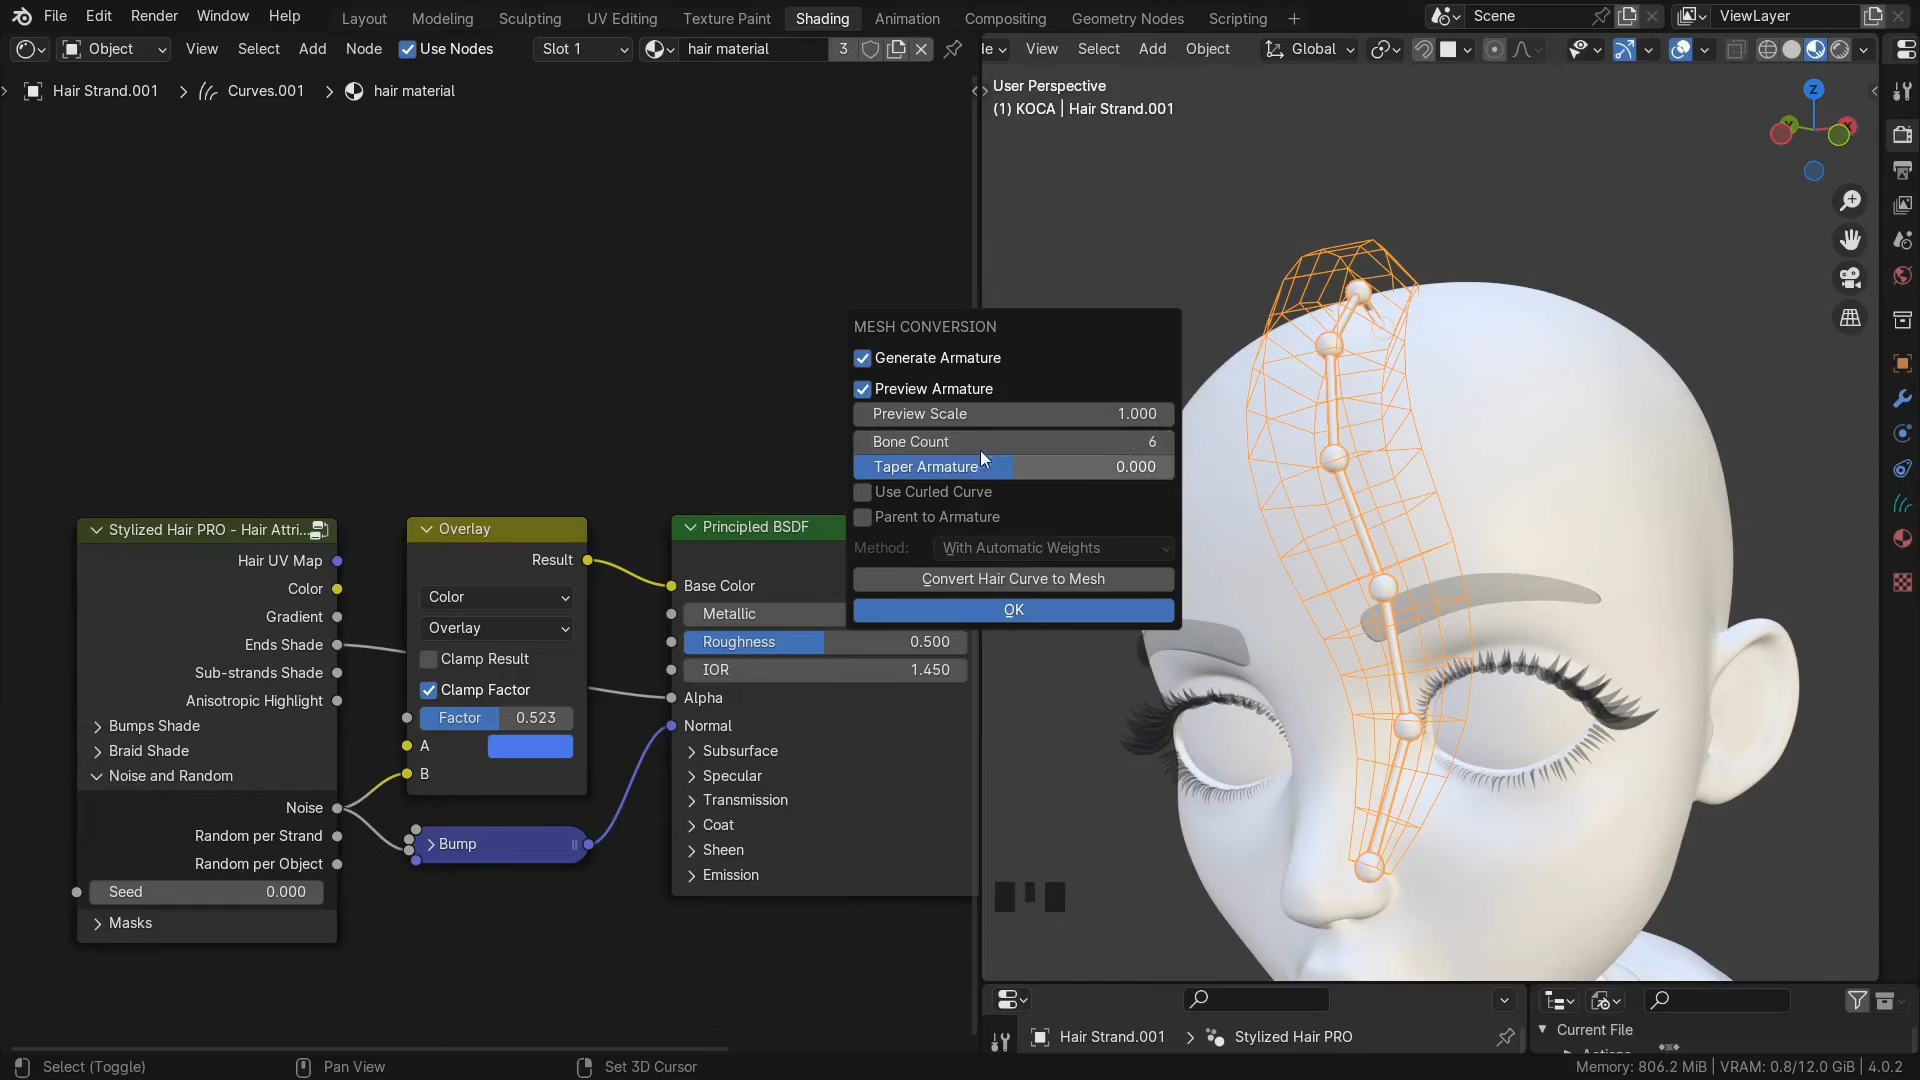 File Edit Render Window Help Layout Modeling Sculpting UV Editing Texture Paint Shading Animation Compositing Geometry Nodes Scripting + Scene ViewLayer
Object View Select Add Node Use Nodes Slot 1 hair material 3 View Select Add Object Global
Hair Strand.001 Curves.001 hair material
User Perspective
(1) KOCA | Hair Strand.001
Z
MESH CONVERSION
Generate Armature
Preview Armature
Preview Scale 1.000
Bone Count 6
Taper Armature 0.000
Use Curled Curve
Parent to Armature
Method: With Automatic Weights
Convert Hair Curve to Mesh
OK
Stylized Hair PRO - Hair Attri...
Hair UV Map
Color
Gradient
Ends Shade
Sub-strands Shade
Anisotropic Highlight
Bumps Shade
Braid Shade
Noise and Random
Noise
Random per Strand
Random per Object
Seed 0.000
Masks
Overlay
Result
Color
Overlay
Clamp Result
Clamp Factor
Factor 0.523
A
B
Bump
Principled BSDF
Base Color
Metallic
Roughness 0.500
IOR 1.450
Alpha
Normal
Subsurface
Specular
Transmission
Coat
Sheen
Emission
Hair Strand.001 Stylized Hair PRO
Current File
Select (Toggle) Pan View Set 3D Cursor Memory: 806.2 MiB | VRAM: 0.8/12.0 GiB | 4.0.2